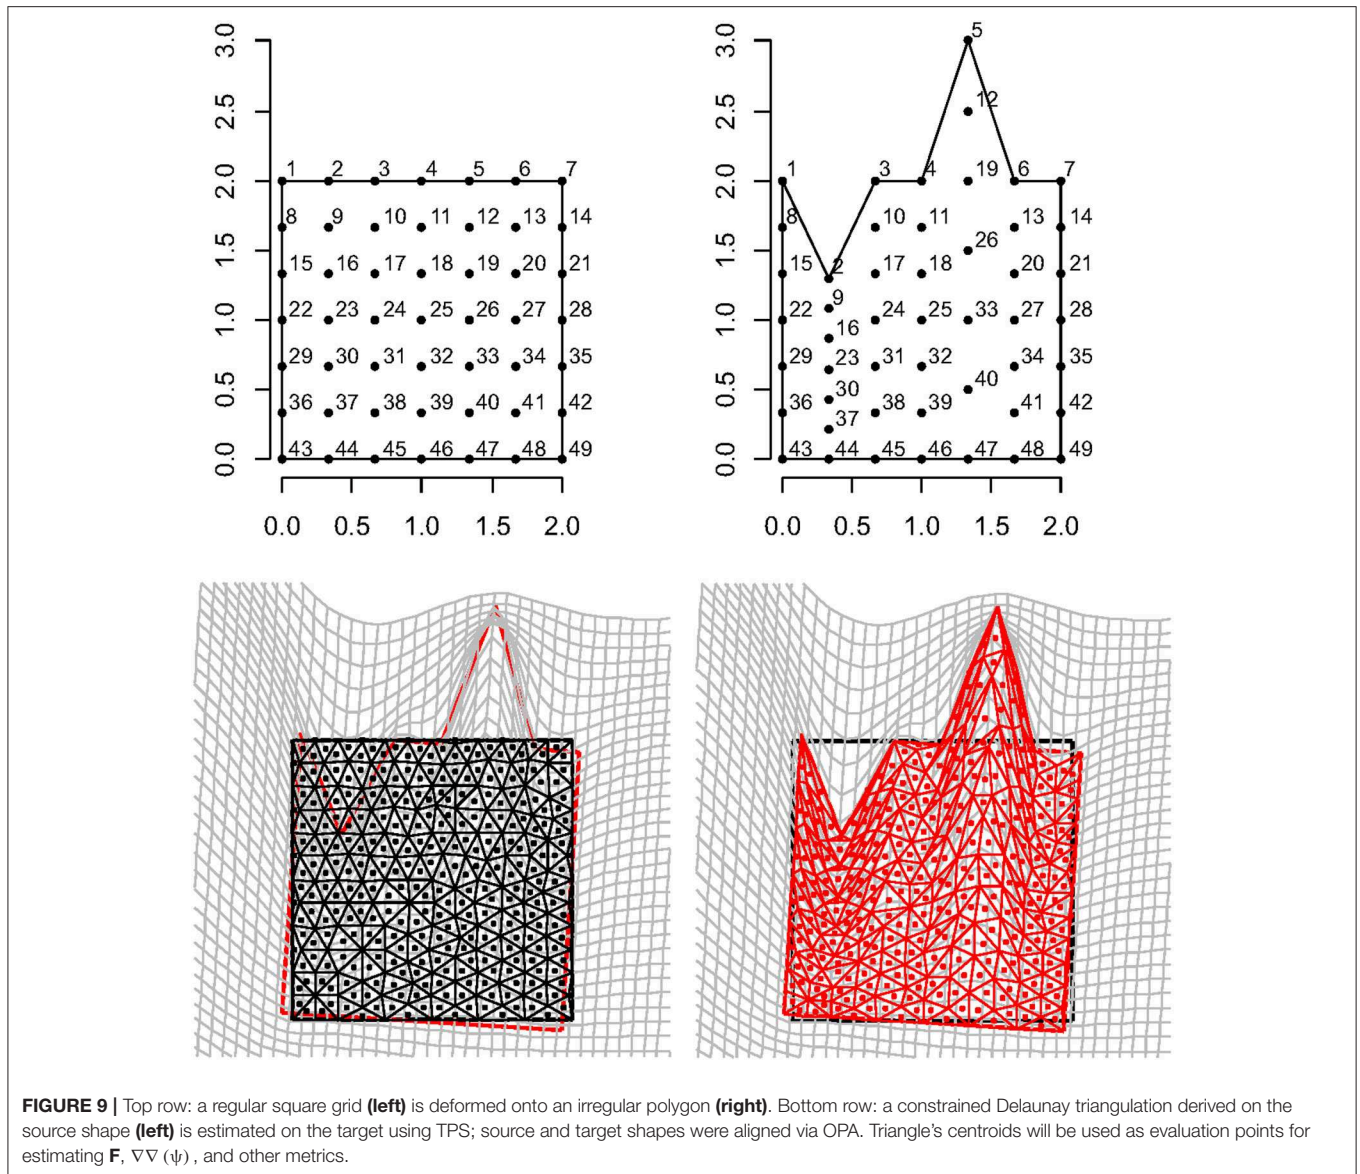 3.0
2.5
2.0
1.5
1.0
0.5
0.0
1 2 3 4 5 6 7
8 9 10 11 12 13 14
15 16 17 18 19 20 21
22 23 24 25 26 27 28
29 30 31 32 33 34 35
36 37 38 39 40 41 42
43 44 45 46 47 48 49
0.0 0.5 1.0 1.5 2.0
3.0
2.5
2.0
1.5
1.0
0.5
0.0
5
12
1 3 4 19 6 7
8 10 11 13 14
15 2 17 18 26 20 21
9
22 16 24 25 33 27 28
29 23 31 32 34 35
30 40
36 37 38 39 41 42
43 44 45 46 47 48 49
0.0 0.5 1.0 1.5 2.0
FIGURE 9 | Top row: a regular square grid (left) is deformed onto an irregular polygon (right). Bottom row: a constrained Delaunay triangulation derived on the
source shape (left) is estimated on the target using TPS; source and target shapes were aligned via OPA. Triangle's centroids will be used as evaluation points for
estimating F, ∇∇ (ψ), and other metrics.